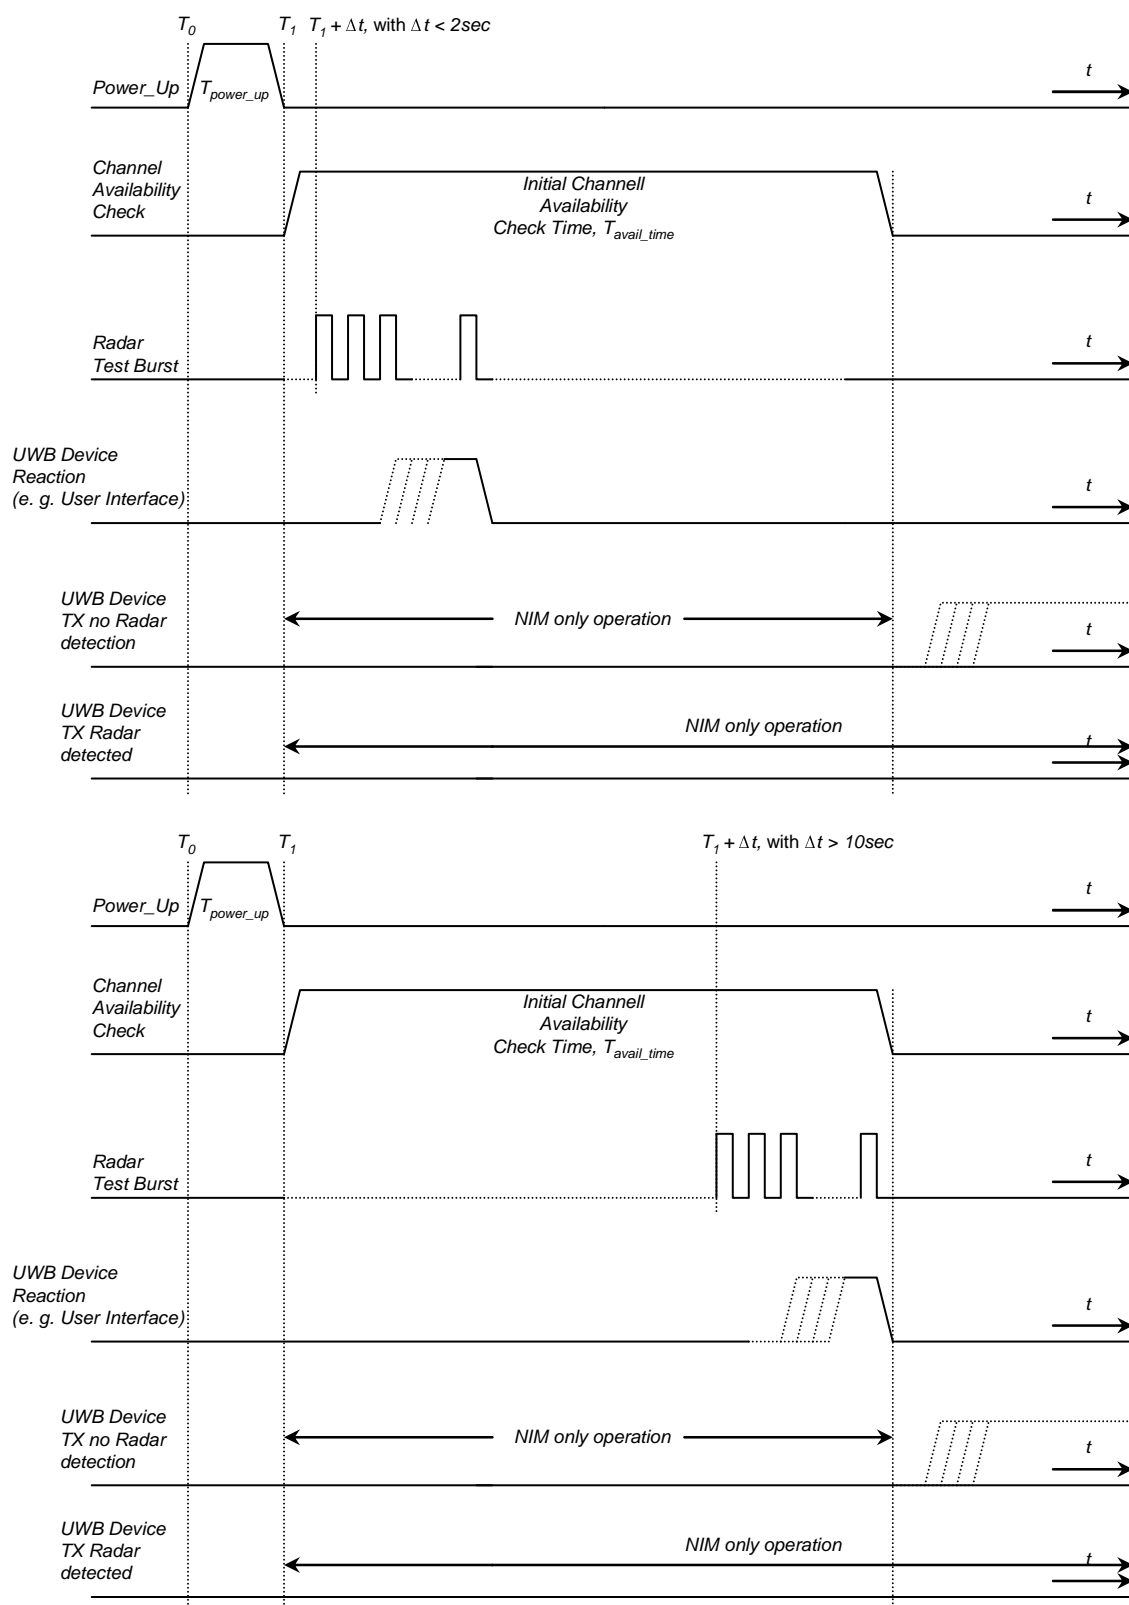 T0 T1 T1 + Δt, with Δt < 2sec
t
Power_Up Tpower_up
Channel
Availability
Check
Initial Channell
Availability
Check Time, Tavail_time
t
Radar
Test Burst
t
UWB Device
Reaction
(e. g. User Interface)
t
UWB Device
TX no Radar
detection
NIM only operation
t
UWB Device
TX Radar
detected
NIM only operation
t
T0 T1 T1 + Δt, with Δt > 10sec
t
Power_Up Tpower_up
Channel
Availability
Check
Initial Channell
Availability
Check Time, Tavail_time
t
Radar
Test Burst
t
UWB Device
Reaction
(e. g. User Interface)
t
UWB Device
TX no Radar
detection
NIM only operation
t
UWB Device
TX Radar
detected
NIM only operation
t